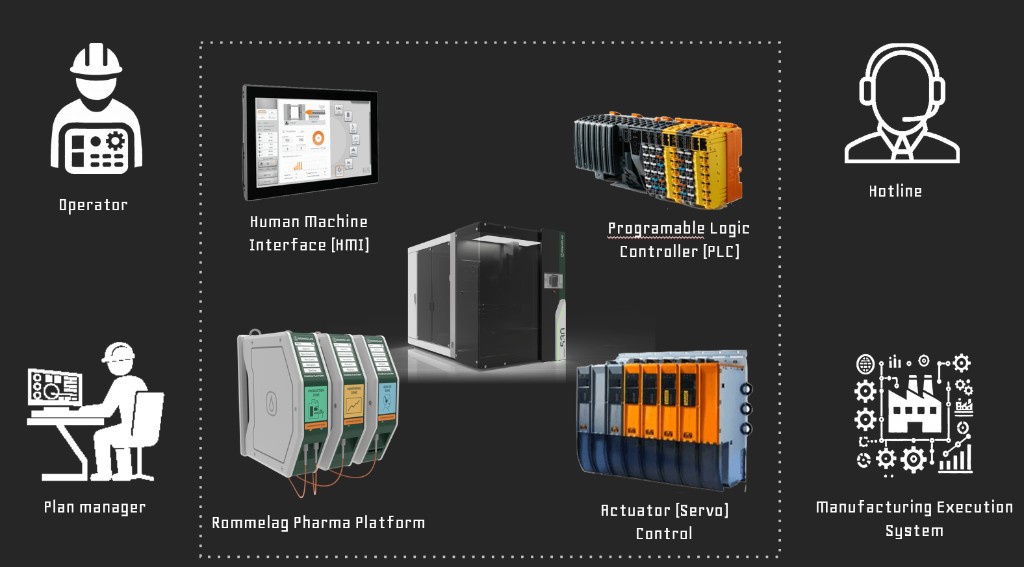 Operator
Human Machine
Interface [HMI]
Programable Logic
Controller [PLC]
Hotline
530
Plan manager
Rommelag Pharma Platform
Actuator [Servo]
Control
Manufacturing Execution
System